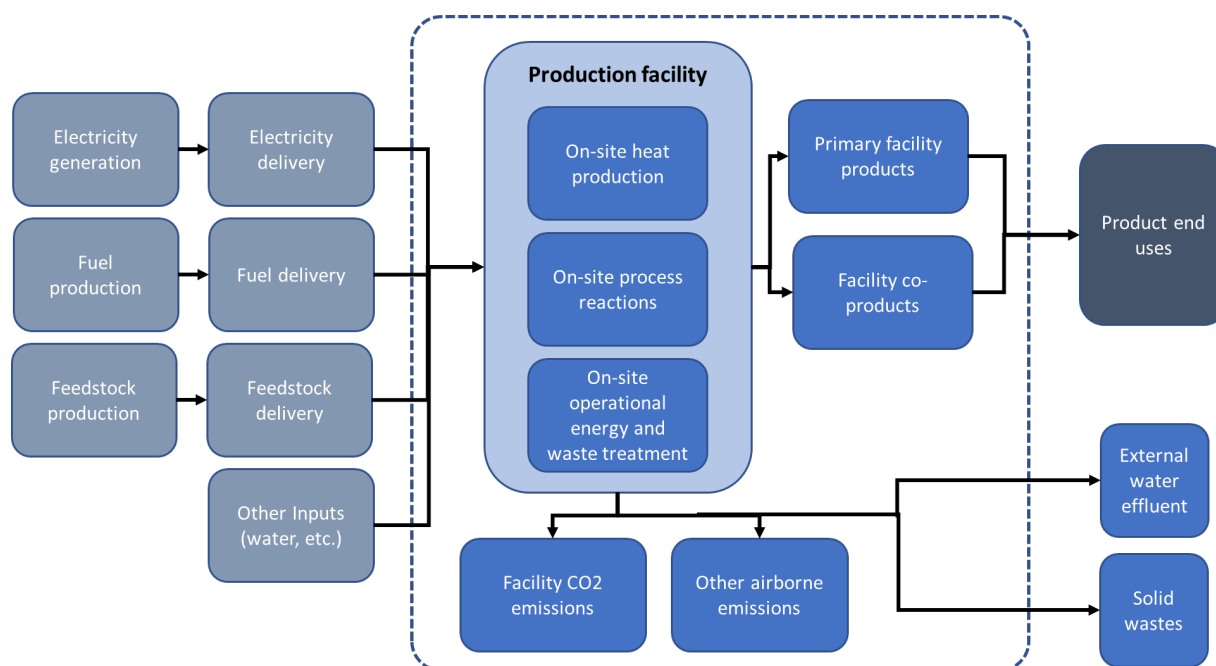 Production facility
Electricity
generation
Electricity
delivery
On-site heat
production
Primary facility
products
Product end
uses
Fuel
production
Fuel delivery
On-site process
reactions
Facility co-
products
Feedstock
production
Feedstock
delivery
On-site
operational
energy and
waste treatment
External
water
effluent
Other Inputs
(water, etc.)
Facility CO2
emissions
Other airborne
emissions
Solid
wastes